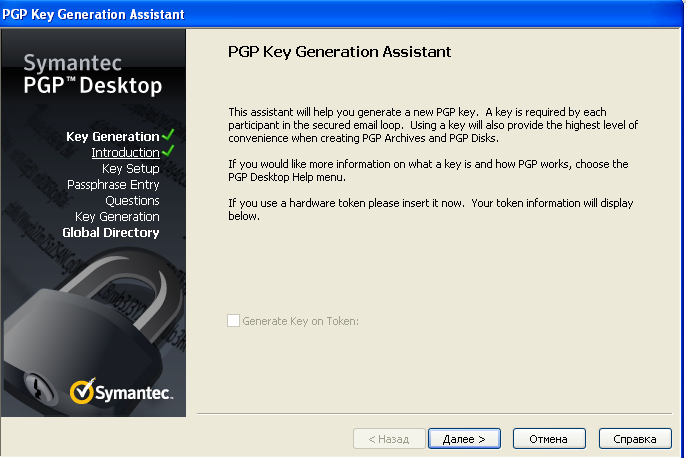 PGP Key Generation Assistant
Symantec
PGP™ Desktop
Key Generation
Introduction
Key Setup
Passphrase Entry
Questions
Key Generation
Global Directory
Symantec.
PGP Key Generation Assistant
This assistant will help you generate a new PGP key. A key is required by each
participant in the secured email loop. Using a key will also provide the highest level of
convenience when creating PGP Archives and PGP Disks.
If you would like more information on what a key is and how PGP works, choose the
PGP Desktop Help menu.
If you use a hardware token please insert it now. Your token information will display
below.
Generate Key on Token:
< Назад
Далее >
Отмена
Справка